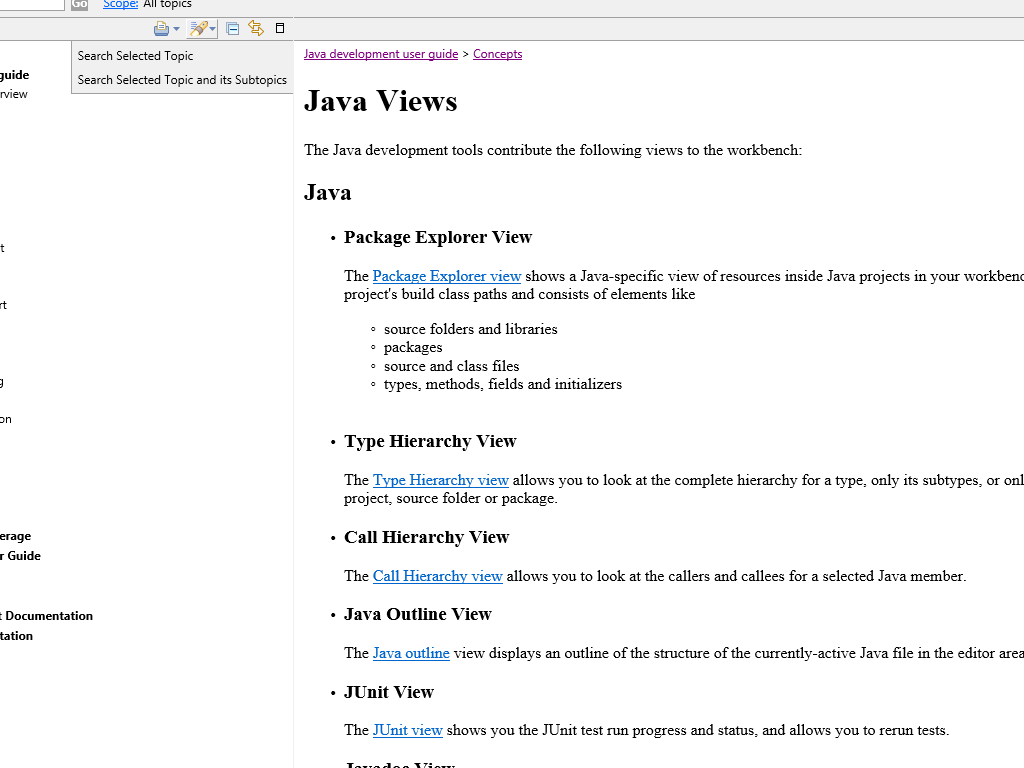 Go Scope: All topics
Search Selected Topic
Search Selected Topic and its Subtopics
guide
rview
t
rt
g
on
erage
r Guide
t Documentation
tation
Java development user guide > Concepts
Java Views
The Java development tools contribute the following views to the workbench:
Java
• Package Explorer View
The Package Explorer view shows a Java-specific view of resources inside Java projects in your workbenc
project's build class paths and consists of elements like
◦ source folders and libraries
◦ packages
◦ source and class files
◦ types, methods, fields and initializers
• Type Hierarchy View
The Type Hierarchy view allows you to look at the complete hierarchy for a type, only its subtypes, or onl
project, source folder or package.
• Call Hierarchy View
The Call Hierarchy view allows you to look at the callers and callees for a selected Java member.
• Java Outline View
The Java outline view displays an outline of the structure of the currently-active Java file in the editor area
• JUnit View
The JUnit view shows you the JUnit test run progress and status, and allows you to rerun tests.
Javadoc View